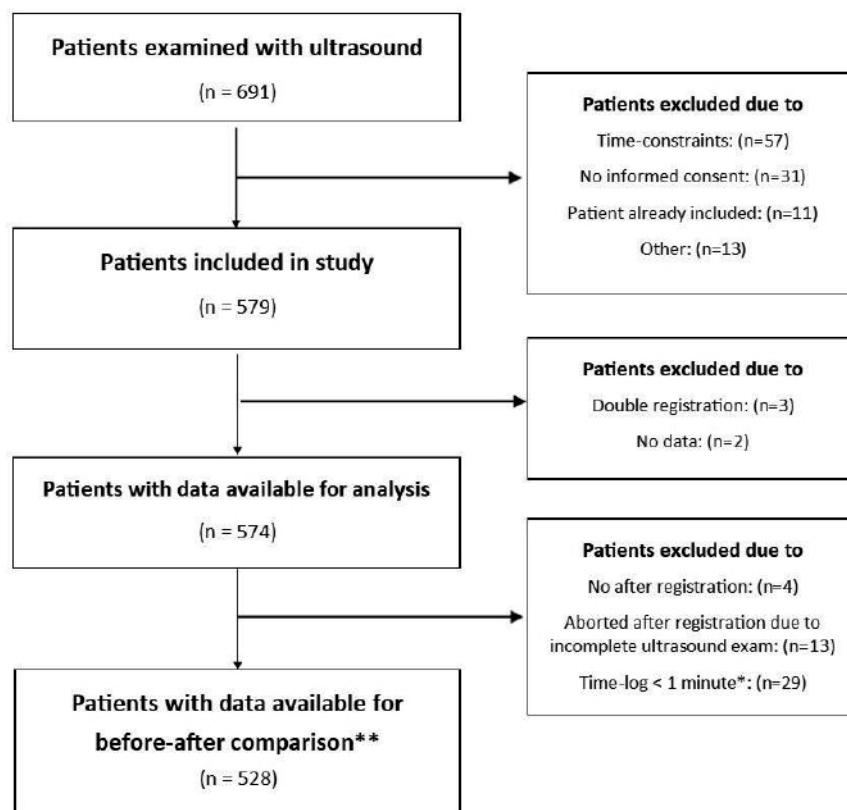 Patients examined with ultrasound
(n = 691)
Patients excluded due to
Time-constraints: (n=57)
No informed consent: (n=31)
Patient already included: (n=11)
Other: (n=13)
Patients included in study
(n = 579)
Patients excluded due to
Double registration: (n=3)
No data: (n=2)
Patients with data available for analysis
(n = 574)
Patients excluded due to
No after registration: (n=4)
Aborted after registration due to
incomplete ultrasound exam: (n=13)
Time-log < 1 minute*: (n=29)
Patients with data available for
before-after comparison**
(n = 528)